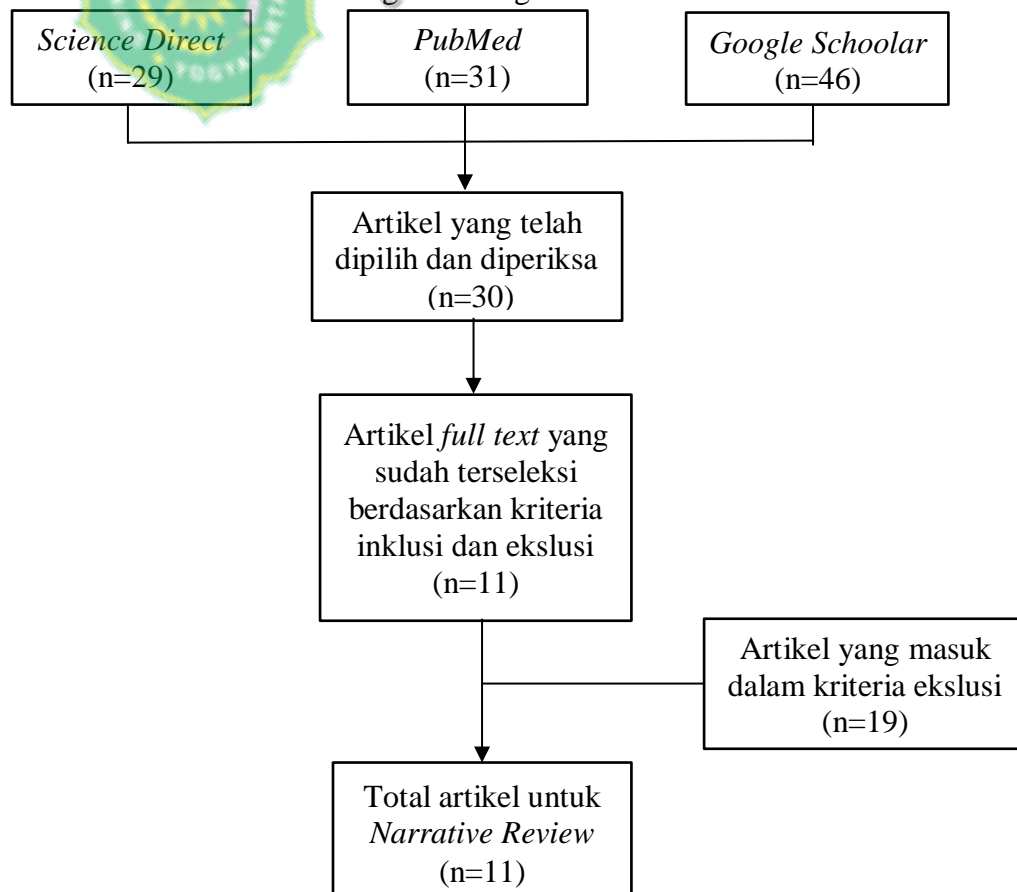 Science Direct
(n=29)
PubMed
(n=31)
Google Schoolar
(n=46)
Artikel yang telah
dipilih dan diperiksa
(n=30)
Artikel full text yang
sudah terseleksi
berdasarkan kriteria
inklusi dan ekslusi
(n=11)
Artikel yang masuk
dalam kriteria ekslusi
(n=19)
Total artikel untuk
Narrative Review
(n=11)